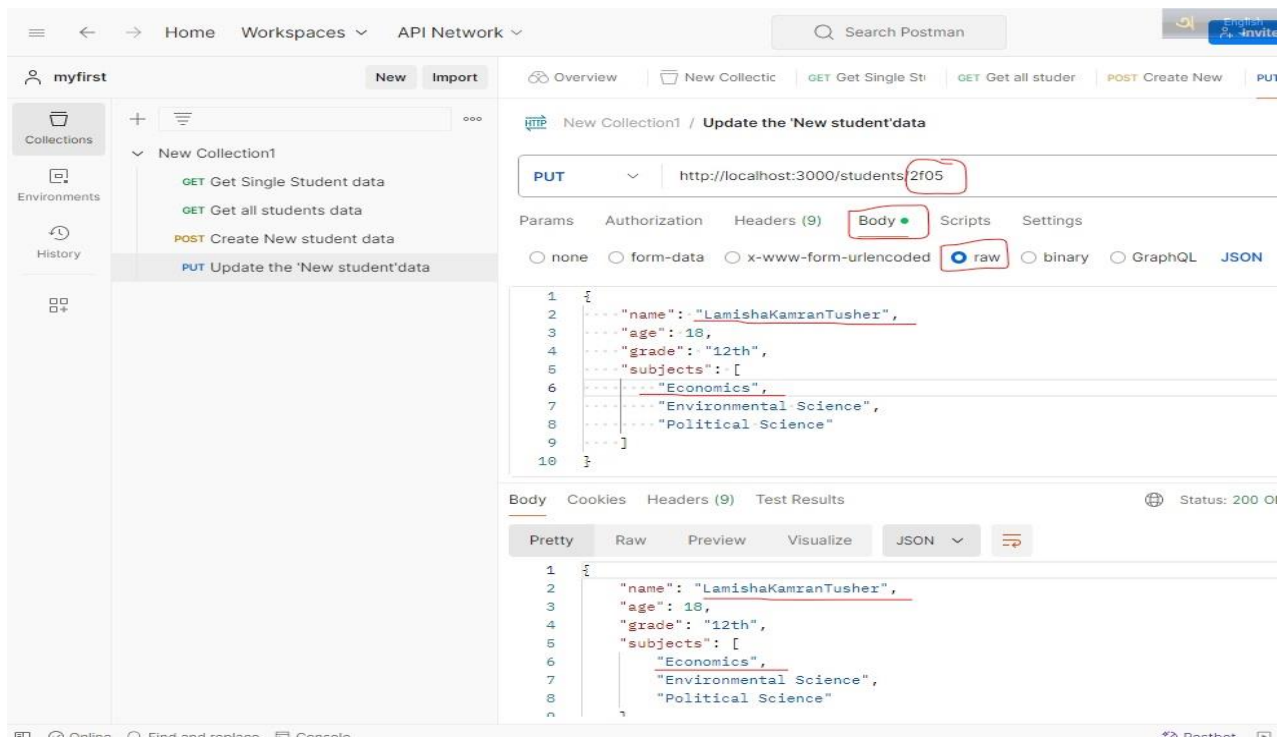 Home Workspaces API Network Search Postman অ English Invite
myfirst New Import Overview New Collectic GET Get Single Stu GET Get all studer POST Create New PUT
Collections
Environments
History
New Collection1
GET Get Single Student data
GET Get all students data
POST Create New student data
PUT Update the 'New student'data
HTTP New Collection1 / Update the 'New student'data
PUT http://localhost:3000/students/2f05
Params Authorization Headers (9) Body Scripts Settings
none form-data x-www-form-urlencoded raw binary GraphQL JSON
1 {
2 "name": "LamishaKamranTusher",
3 "age": 18,
4 "grade": "12th",
5 "subjects": [
6 "Economics",
7 "Environmental Science",
8 "Political Science"
9 ]
10 }
Body Cookies Headers (9) Test Results Status: 200 O
Pretty Raw Preview Visualize JSON
1 {
2 "name": "LamishaKamranTusher",
3 "age": 18,
4 "grade": "12th",
5 "subjects": [
6 "Economics",
7 "Environmental Science",
8 "Political Science"
9 ]
Online Find and replace Console Postbot